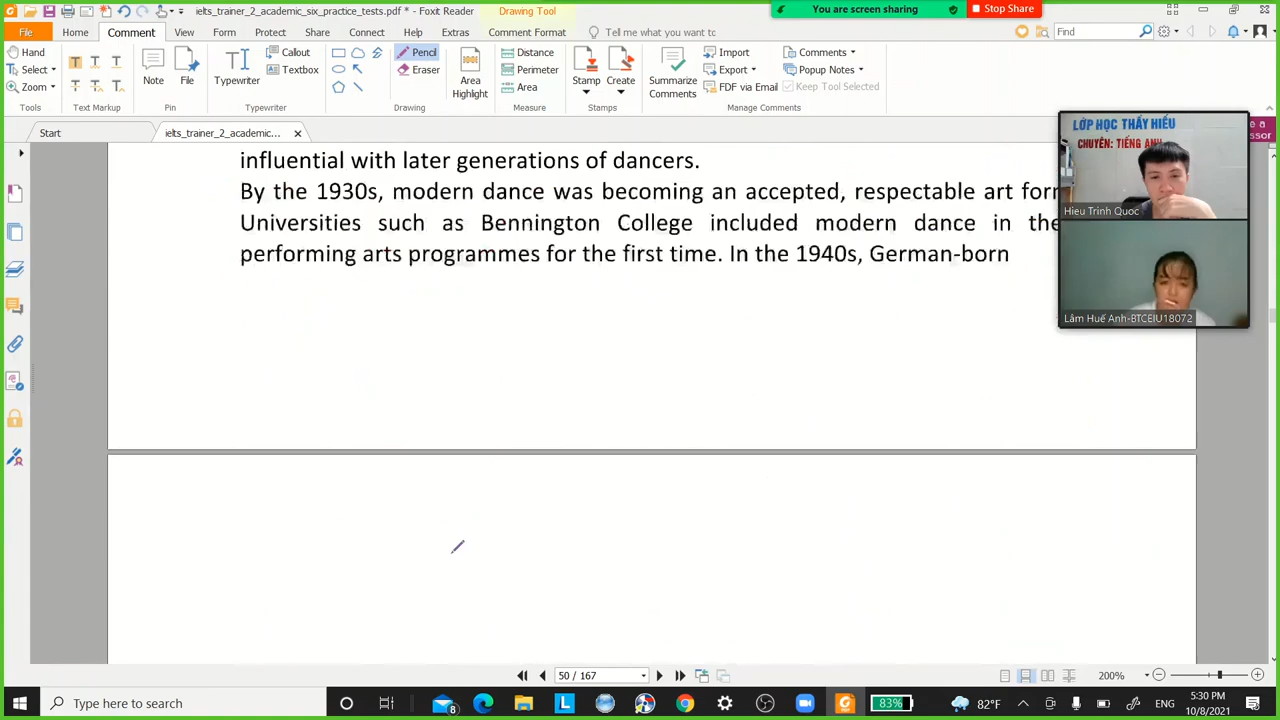 ielts_trainer_2_academic_six_practice_tests.pdf * - Foxit Reader
Drawing Tool
You are screen sharing
Stop Share
File
Home
Comment
View
Form
Protect
Share
Connect
Help
Extras
Comment Format
Tell me what you want tc
Find
Hand
Select
Zoom
Tools
Text Markup
Note
File
Pin
Typewriter
Callout
Textbox
Typewriter
Pencil
Eraser
Drawing
Area Highlight
Distance
Perimeter
Area
Measure
Stamp
Create
Stamps
Summarize Comments
Import
Export
FDF via Email
Comments
Popup Notes
Keep Tool Selected
Manage Comments
Start
ielts_trainer_2_academic...
LỚP HỌC THẦY HIẾU
CHUYÊN: TIẾNG ANH
Hieu Trinh Quoc
Lâm Huế Anh-BTCEIU18072
influential with later generations of dancers.
By the 1930s, modern dance was becoming an accepted, respectable art for
Universities such as Bennington College included modern dance in the
performing arts programmes for the first time. In the 1940s, German-born
50 / 167
200%
Type here to search
8
83%
82°F
5:30 PM
10/8/2021